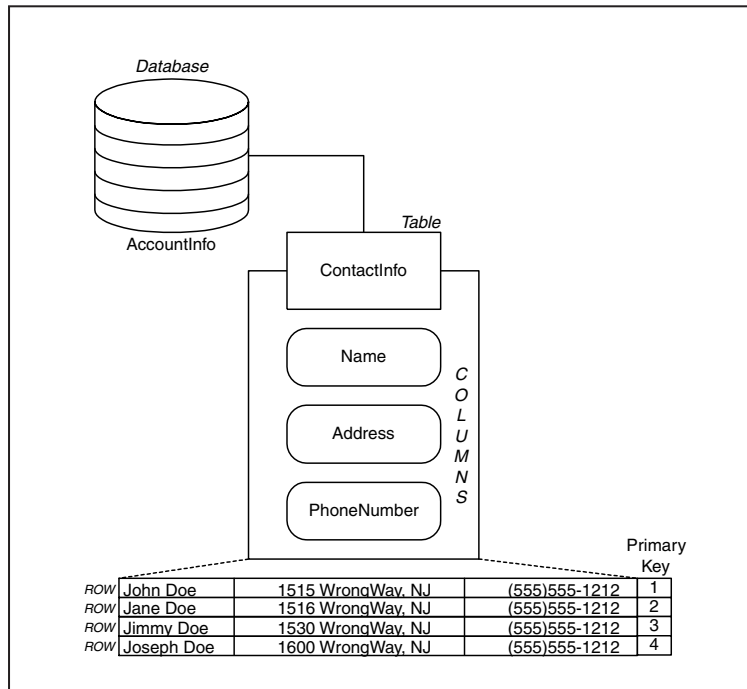 Database
AccountInfo
Table
ContactInfo
Name
Address
PhoneNumber
COLUMNS
Primary
Key
ROW John Doe 1515 WrongWay, NJ (555)555-1212 1
ROW Jane Doe 1516 WrongWay, NJ (555)555-1212 2
ROW Jimmy Doe 1530 WrongWay, NJ (555)555-1212 3
ROW Joseph Doe 1600 WrongWay, NJ (555)555-1212 4